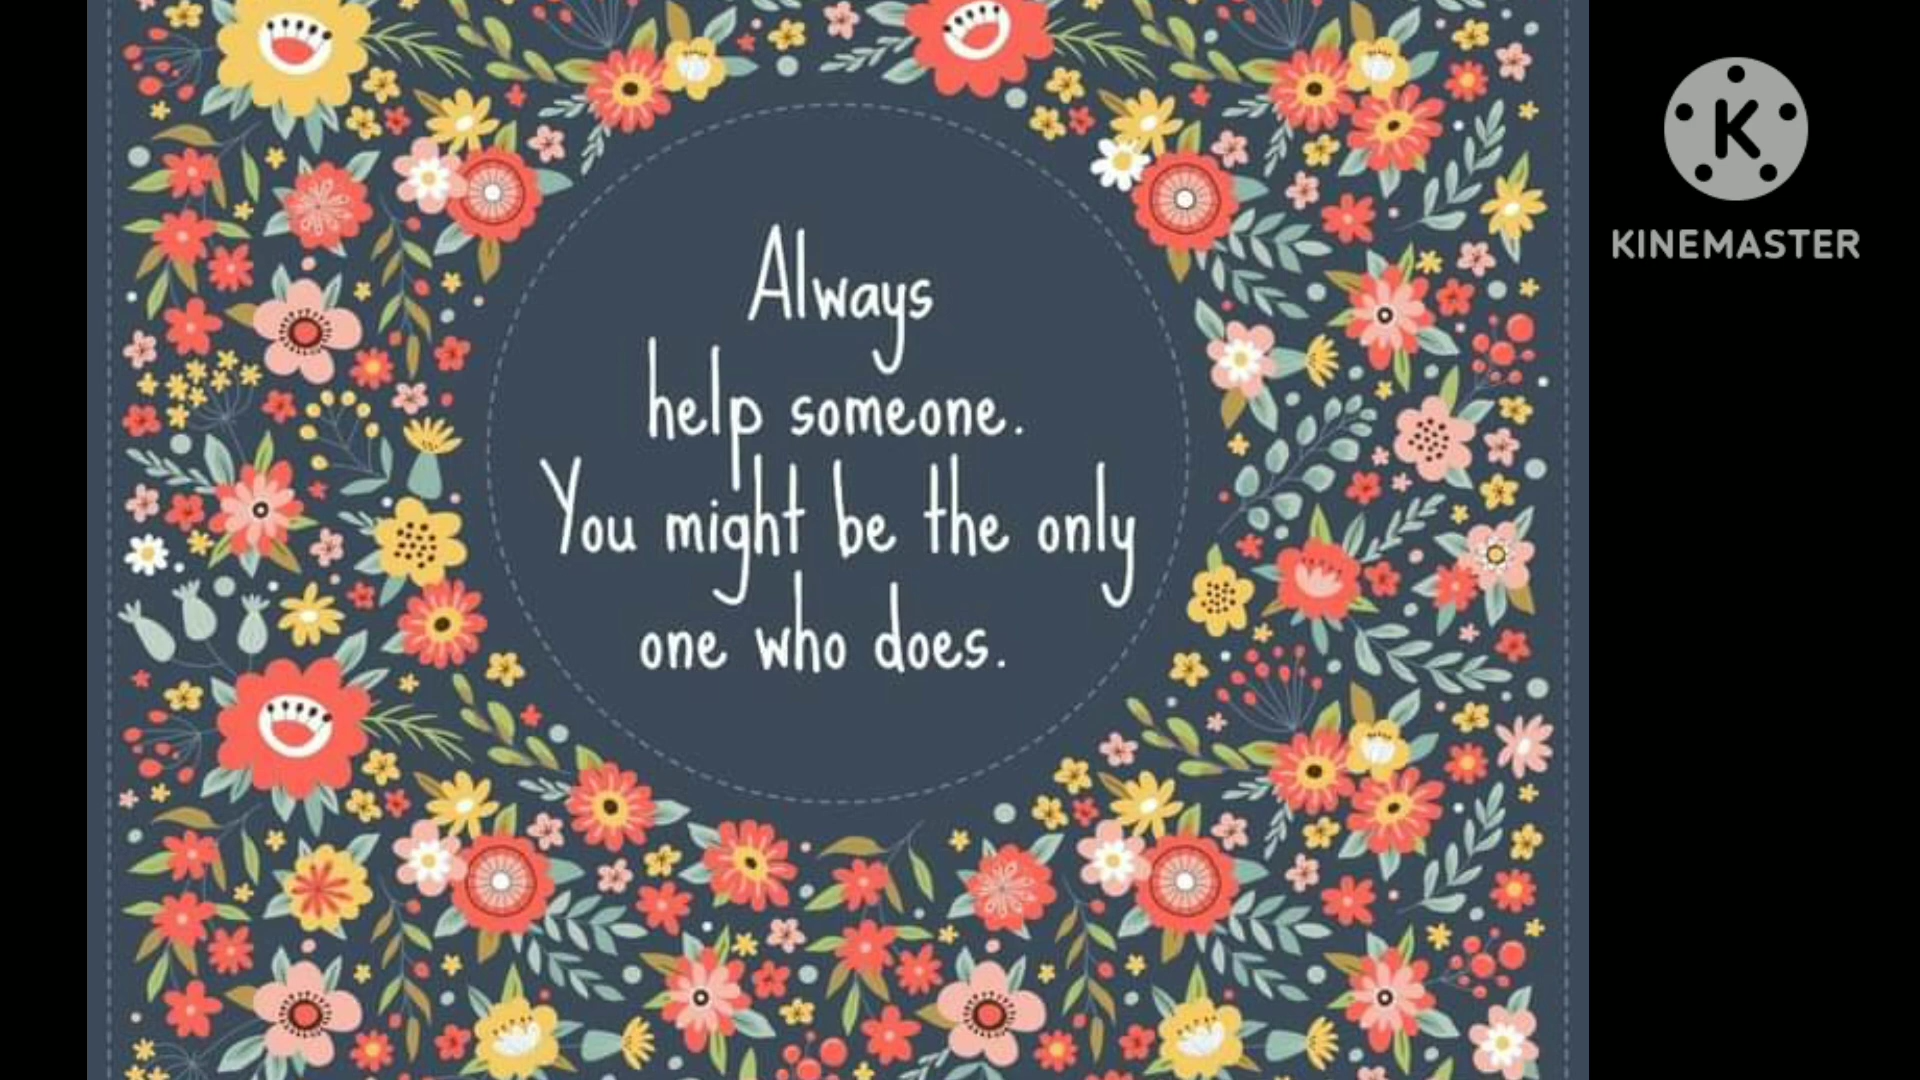 Always
help someone.
You might be the only
one who does.
K
KINEMASTER